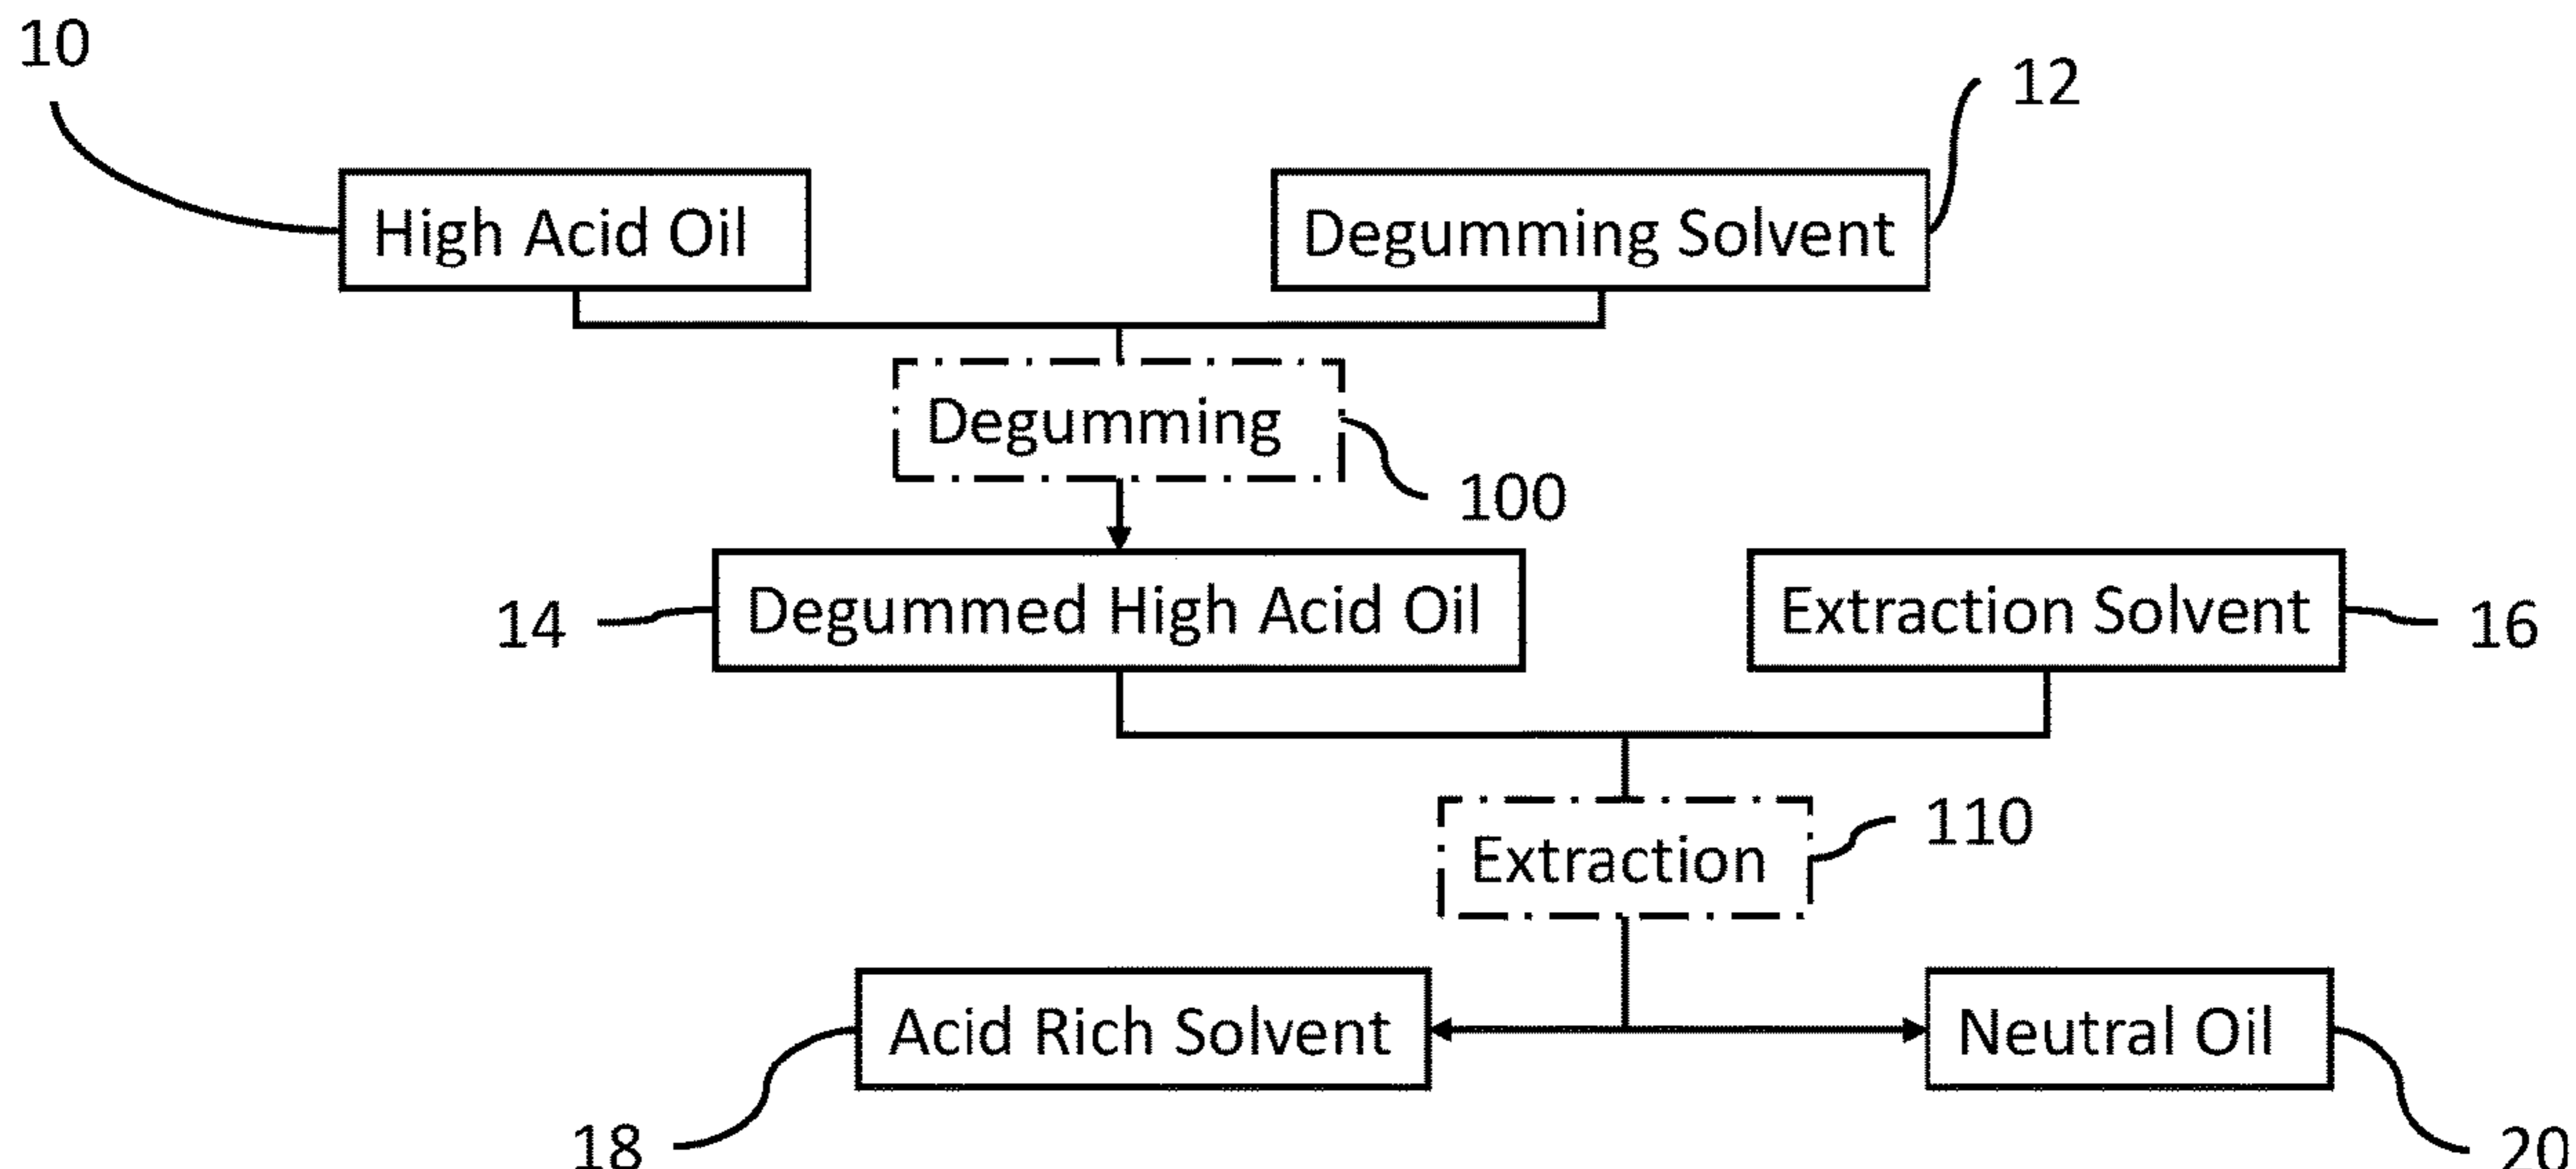 10
12
High Acid Oil
Degumming Solvent
Degumming
100
14
Degummed High Acid Oil
Extraction Solvent
16
Extraction
110
Acid Rich Solvent
Neutral Oil
18
20